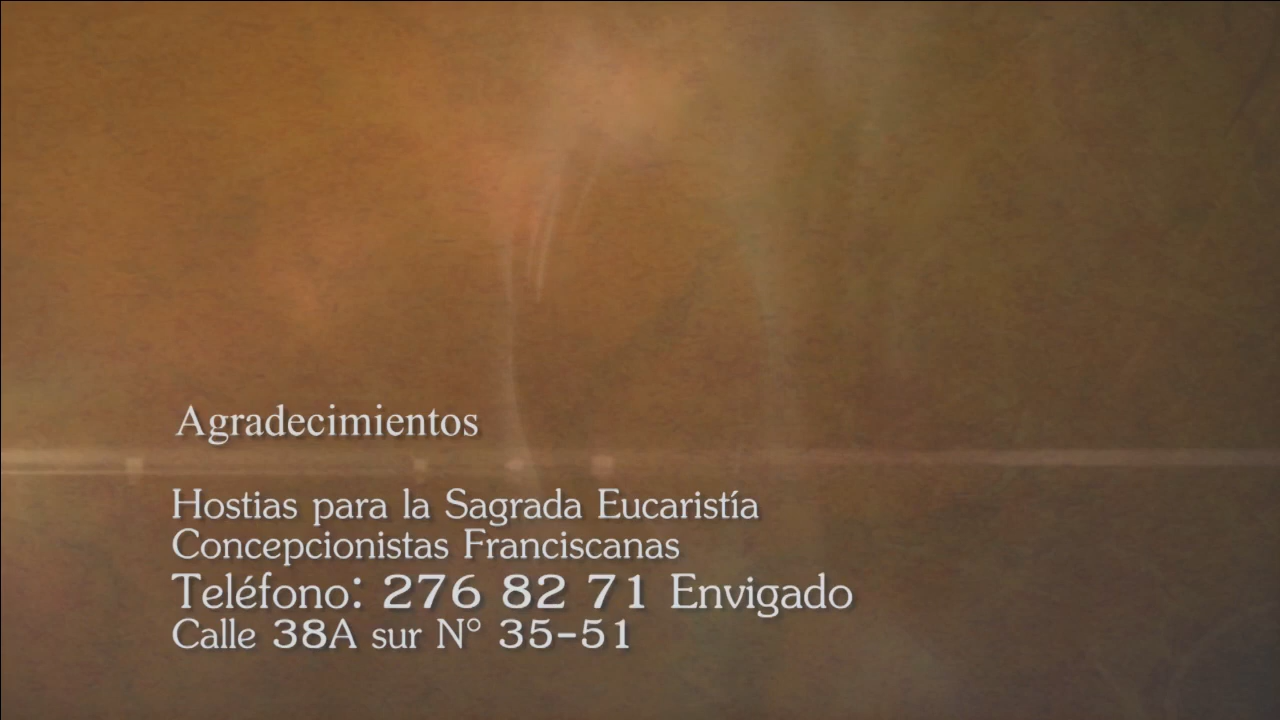 Agradecimientos
Hostias para la Sagrada Eucaristía
Concepcionistas Franciscanas
Teléfono: 276 82 71 Envigado
Calle 38A sur N° 35-51